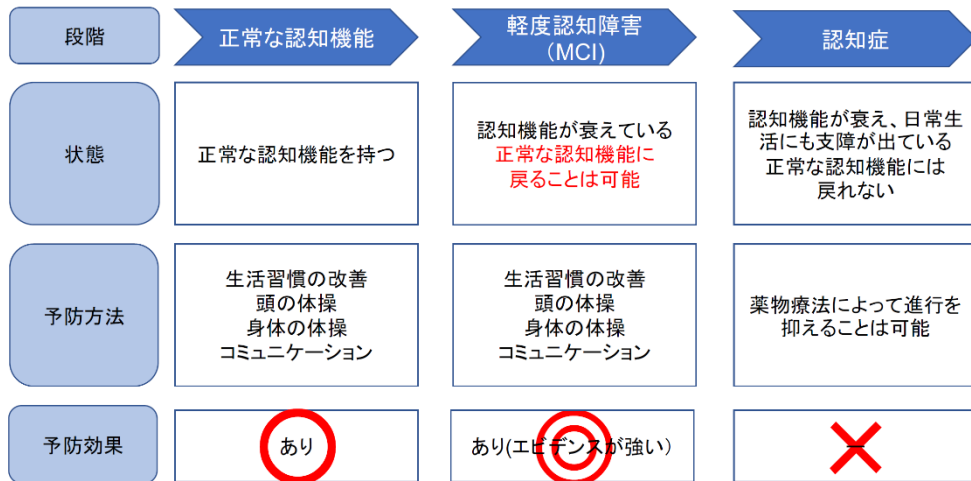 段階
正常な認知機能
軽度認知障害
（MCI）
認知症
状態
正常な認知機能を持つ
認知機能が衰えている
正常な認知機能に
戻ることは可能
認知機能が衰え、日常生
活にも支障が出ている
正常な認知機能には
戻れない
予防方法
生活習慣の改善
頭の体操
身体の体操
コミュニケーション
生活習慣の改善
頭の体操
身体の体操
コミュニケーション
薬物療法によって進行を
抑えることは可能
予防効果
あり
あり(エビデンスが強い）
ー